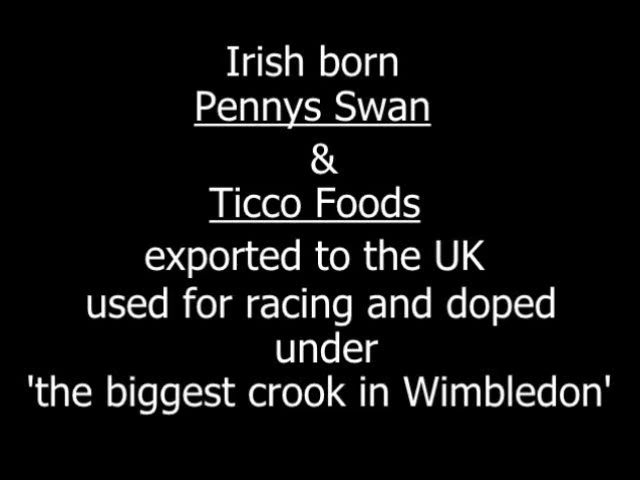 Irish born
Pennys Swan
&
Ticco Foods
exported to the UK
used for racing and doped
under
'the biggest crook in Wimbledon'